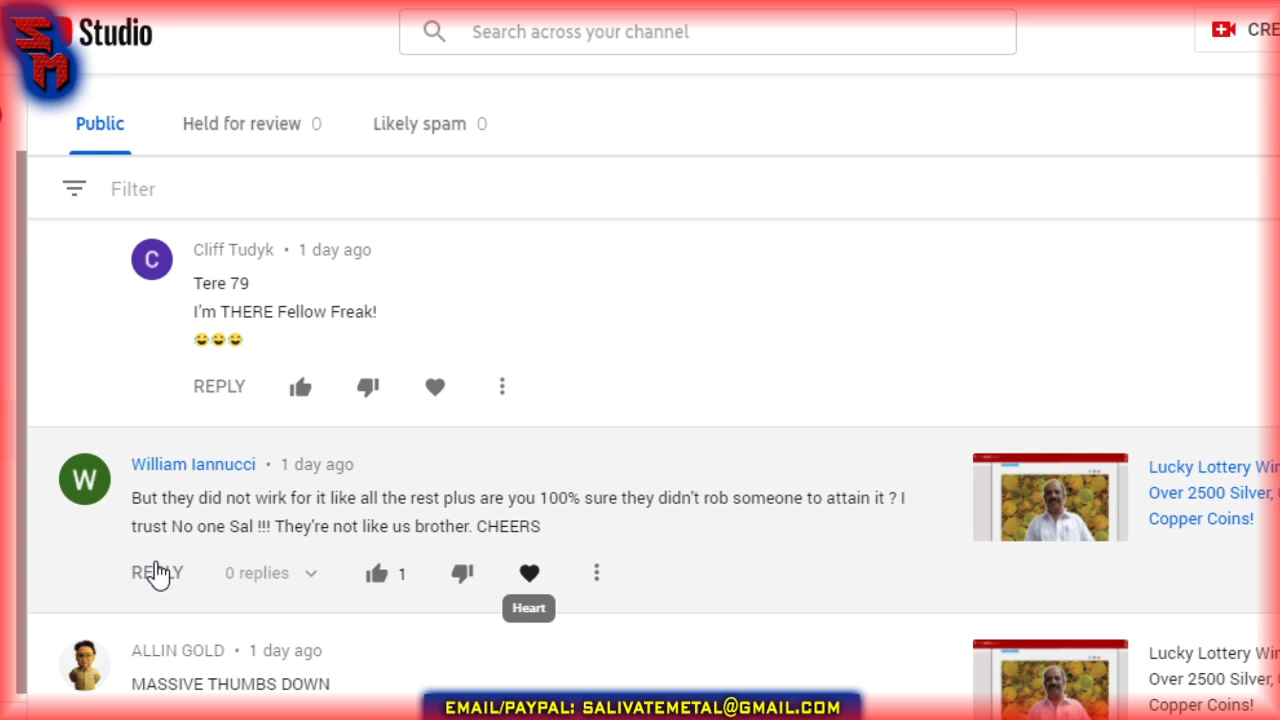 SM
Studio
Search across your channel
CRE
Public
Held for review 0
Likely spam 0
Filter
C
Cliff Tudyk • 1 day ago
Tere 79
I'm THERE Fellow Freak!
REPLY
W
William Iannucci • 1 day ago
But they did not wirk for it like all the rest plus are you 100% sure they didn't rob someone to attain it ? I
trust No one Sal !!! They're not like us brother. CHEERS
Lucky Lottery Win
Over 2500 Silver,
Copper Coins!
REPLY
0 replies
1
Heart
ALLIN GOLD • 1 day ago
MASSIVE THUMBS DOWN
Lucky Lottery Win
Over 2500 Silver,
Copper Coins!
EMAIL/PAYPAL: SALIVATEMETAL@GMAIL.COM